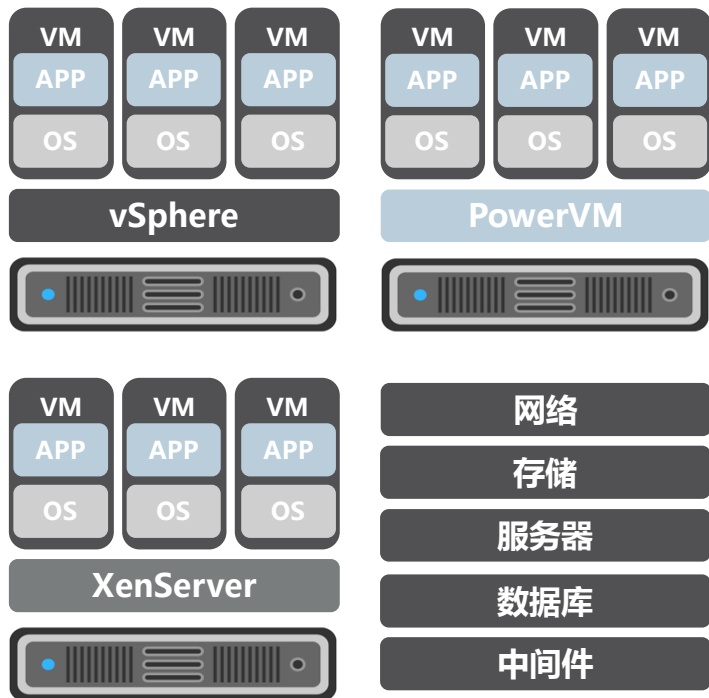 VM VM VM
APP APP APP
OS OS OS
vSphere
VM VM VM
APP APP APP
OS OS OS
PowerVM
VM VM VM
APP APP APP
OS OS OS
XenServer
网络
存储
服务器
数据库
中间件